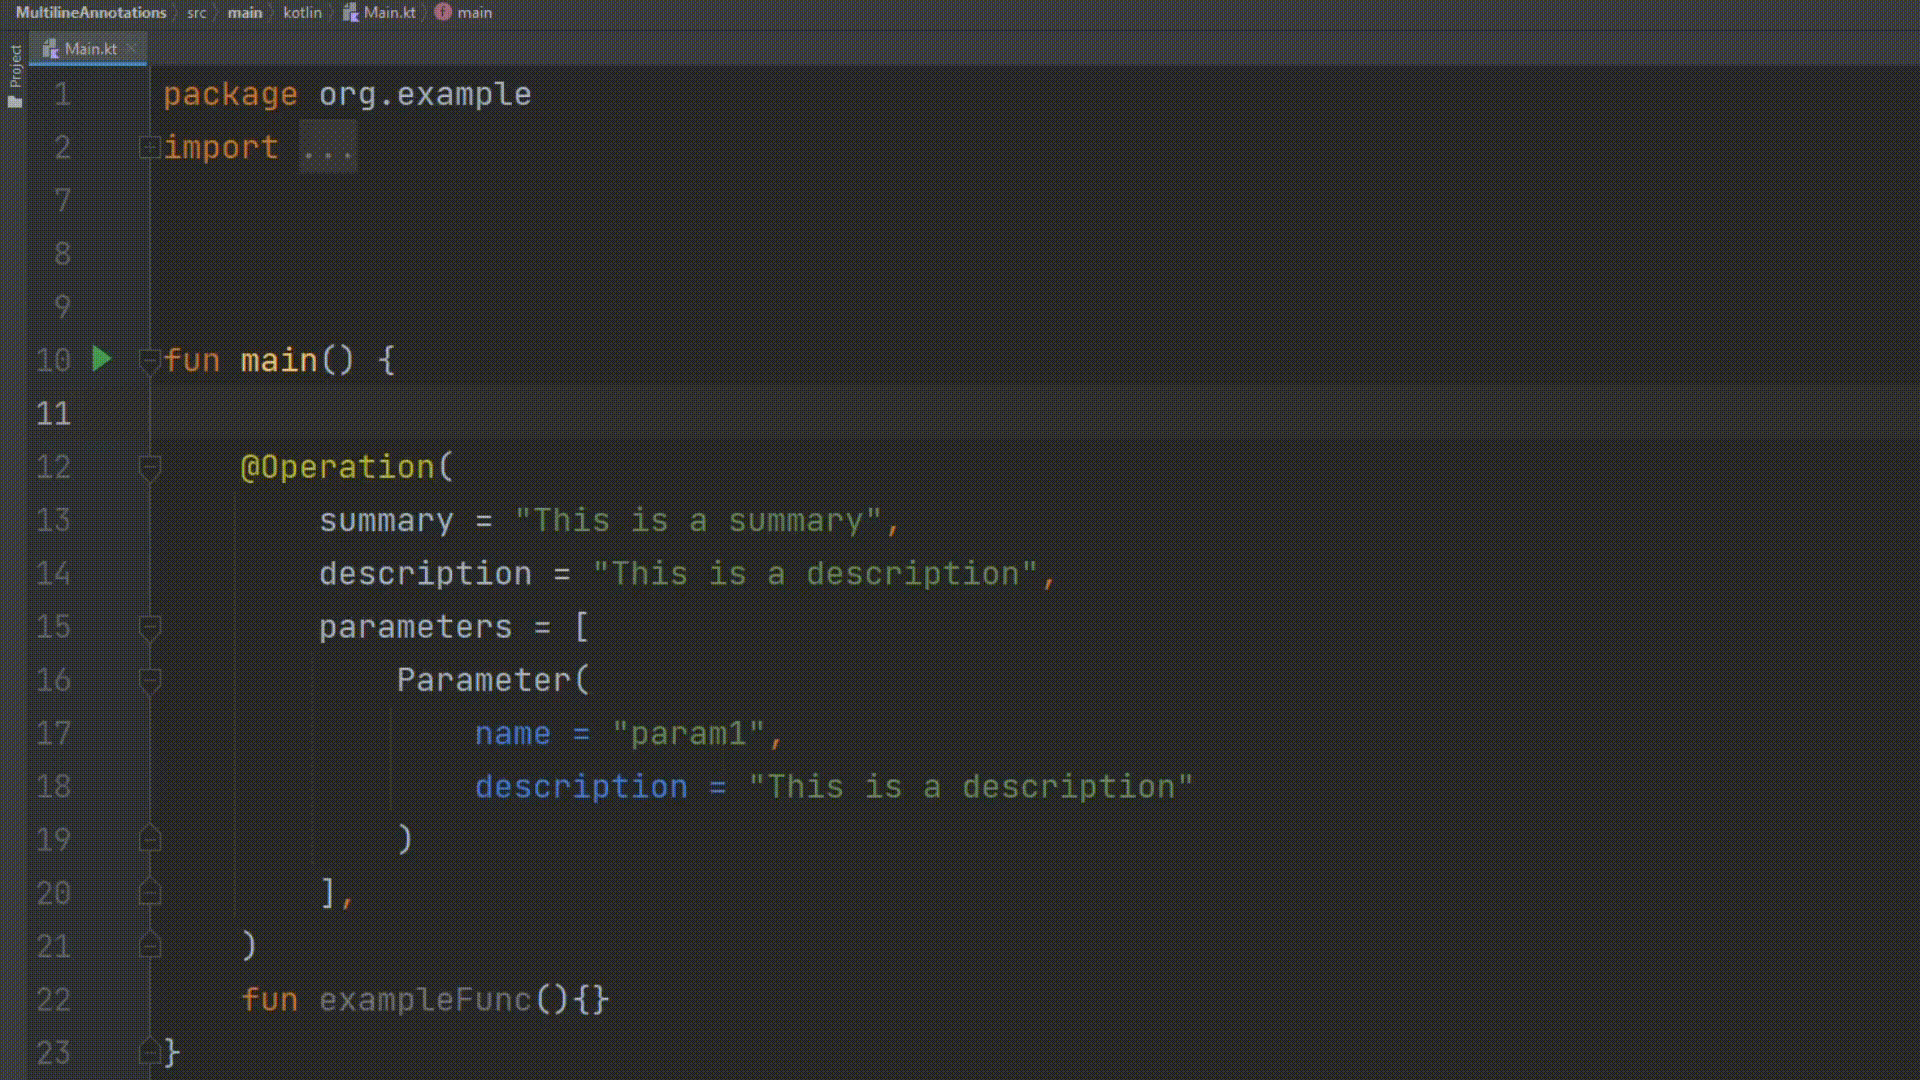 MultilineAnnotations 〉 src 〉 main 〉 kotlin 〉 Main.kt 〉 f main
Main.kt
Project
1 package org.example
2 import ...
7
8
9
10 fun main() {
11
12     @Operation(
13         summary = "This is a summary",
14         description = "This is a description",
15         parameters = [
16             Parameter(
17                 name = "param1",
18                 description = "This is a description"
19             )
20         ],
21     )
22     fun exampleFunc(){}
23 }